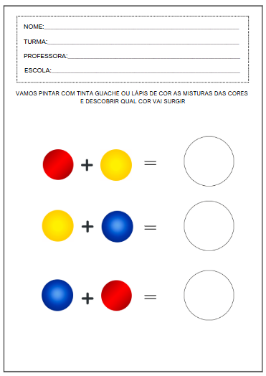 NOME:
TURMA:
PROFESSORA:
ESCOLA:
VAMOS PINTAR COM TINTA GUACHE OU LÁPIS DE COR AS MISTURAS DAS CORES
E DESCOBRIR QUAL COR VAI SURGIR
+ =
+ =
+ =